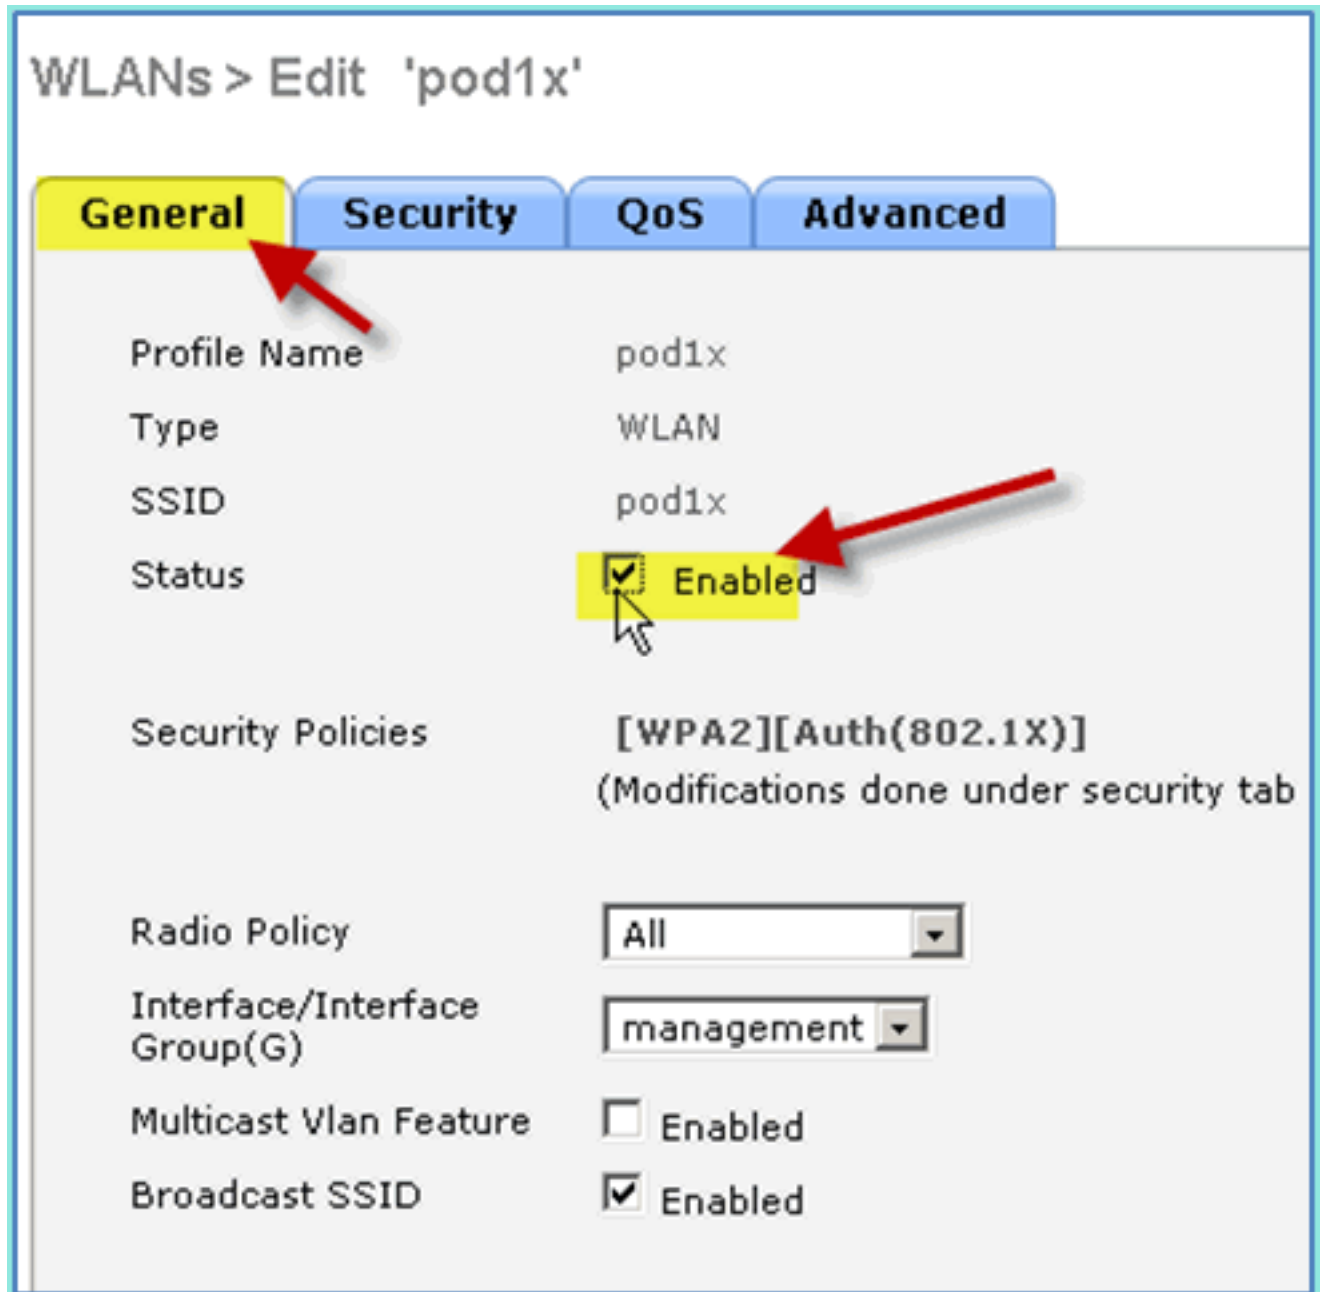 WLANs > Edit 'pod1x'
General Security QoS Advanced
Profile Name pod1x
Type WLAN
SSID pod1x
Status Enabled
Security Policies [WPA2][Auth(802.1X)]
(Modifications done under security tab
Radio Policy All
Interface/Interface
Group(G) management
Multicast Vlan Feature Enabled
Broadcast SSID Enabled